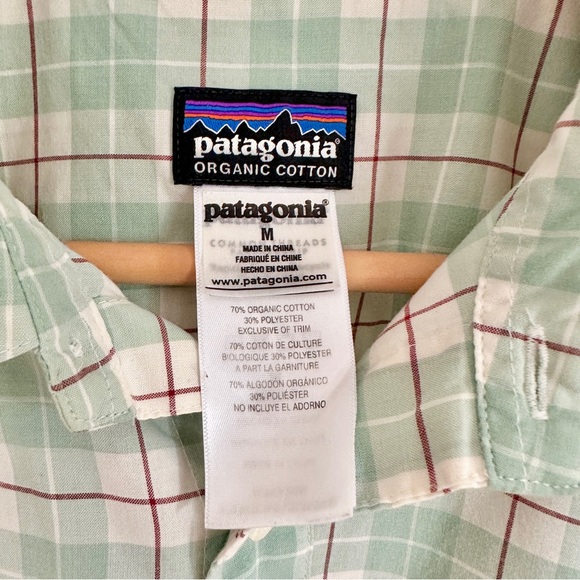 patagonia®
ORGANIC COTTON
patagonia®
M
COMMON THREADS
MADE IN CHINA
FABRIQUÉ EN CHINE
HECHO EN CHINA
www.patagonia.com
70% ORGANIC COTTON
30% POLYESTER
EXCLUSIVE OF TRIM
70% COTON DE CULTURE
BIOLOGIQUE 30% POLYESTER
A PART LA GARNITURE
70% ALGODÓN ORGÁNICO
30% POLIÉSTER
NO INCLUYE EL ADORNO